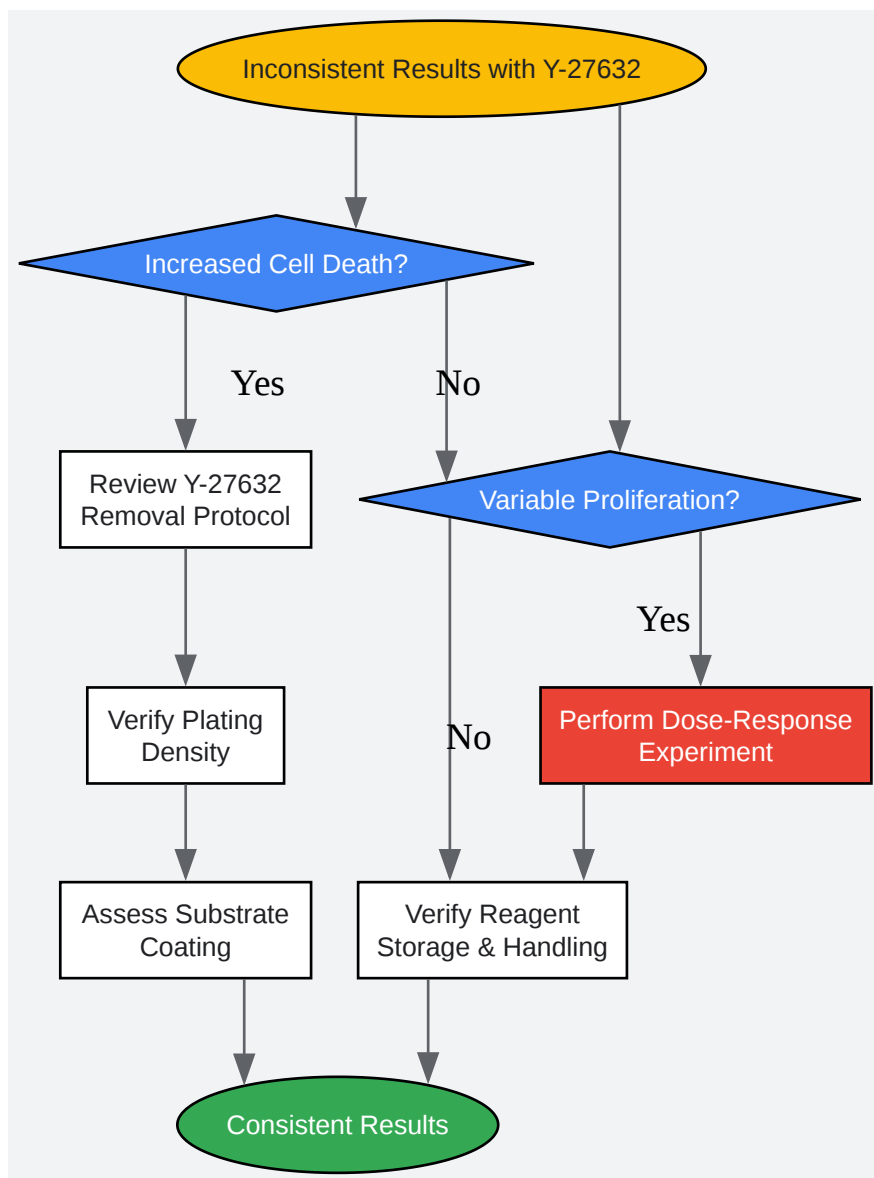 Inconsistent Results with Y-27632
Increased Cell Death?
Yes
No
Review Y-27632
Removal Protocol
Variable Proliferation?
Yes
Verify Plating
Density
No
Perform Dose-Response
Experiment
Assess Substrate
Coating
Verify Reagent
Storage & Handling
Consistent Results